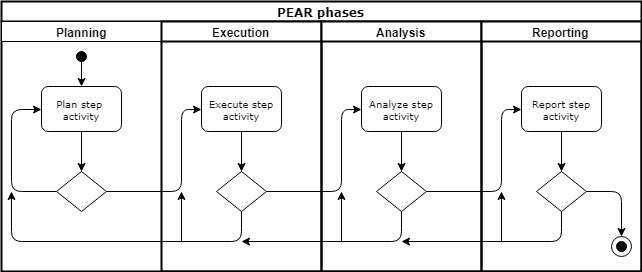 PEAR phases
Planning
Execution
Analysis
Reporting
Plan step
activity
Execute step
activity
Analyze step
activity
Report step
activity